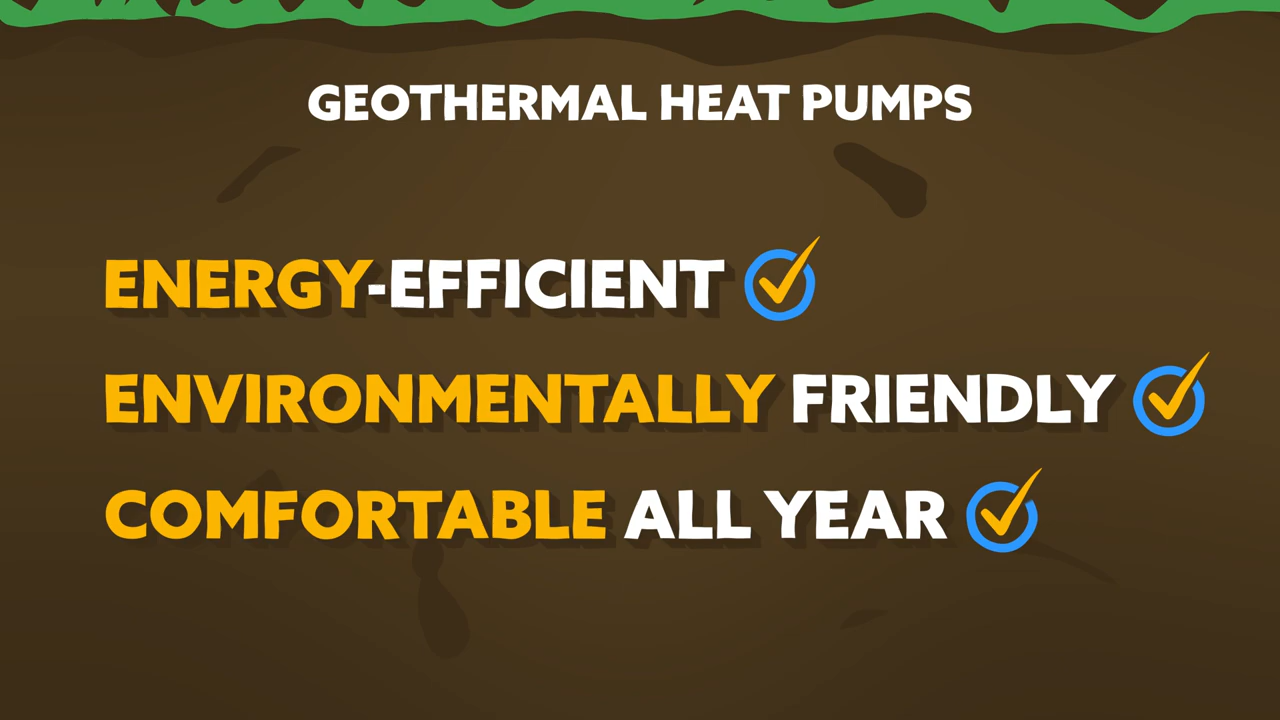 GEOTHERMAL HEAT PUMPS
ENERGY-EFFICIENT
ENVIRONMENTALLY FRIENDLY
COMFORTABLE ALL YEAR